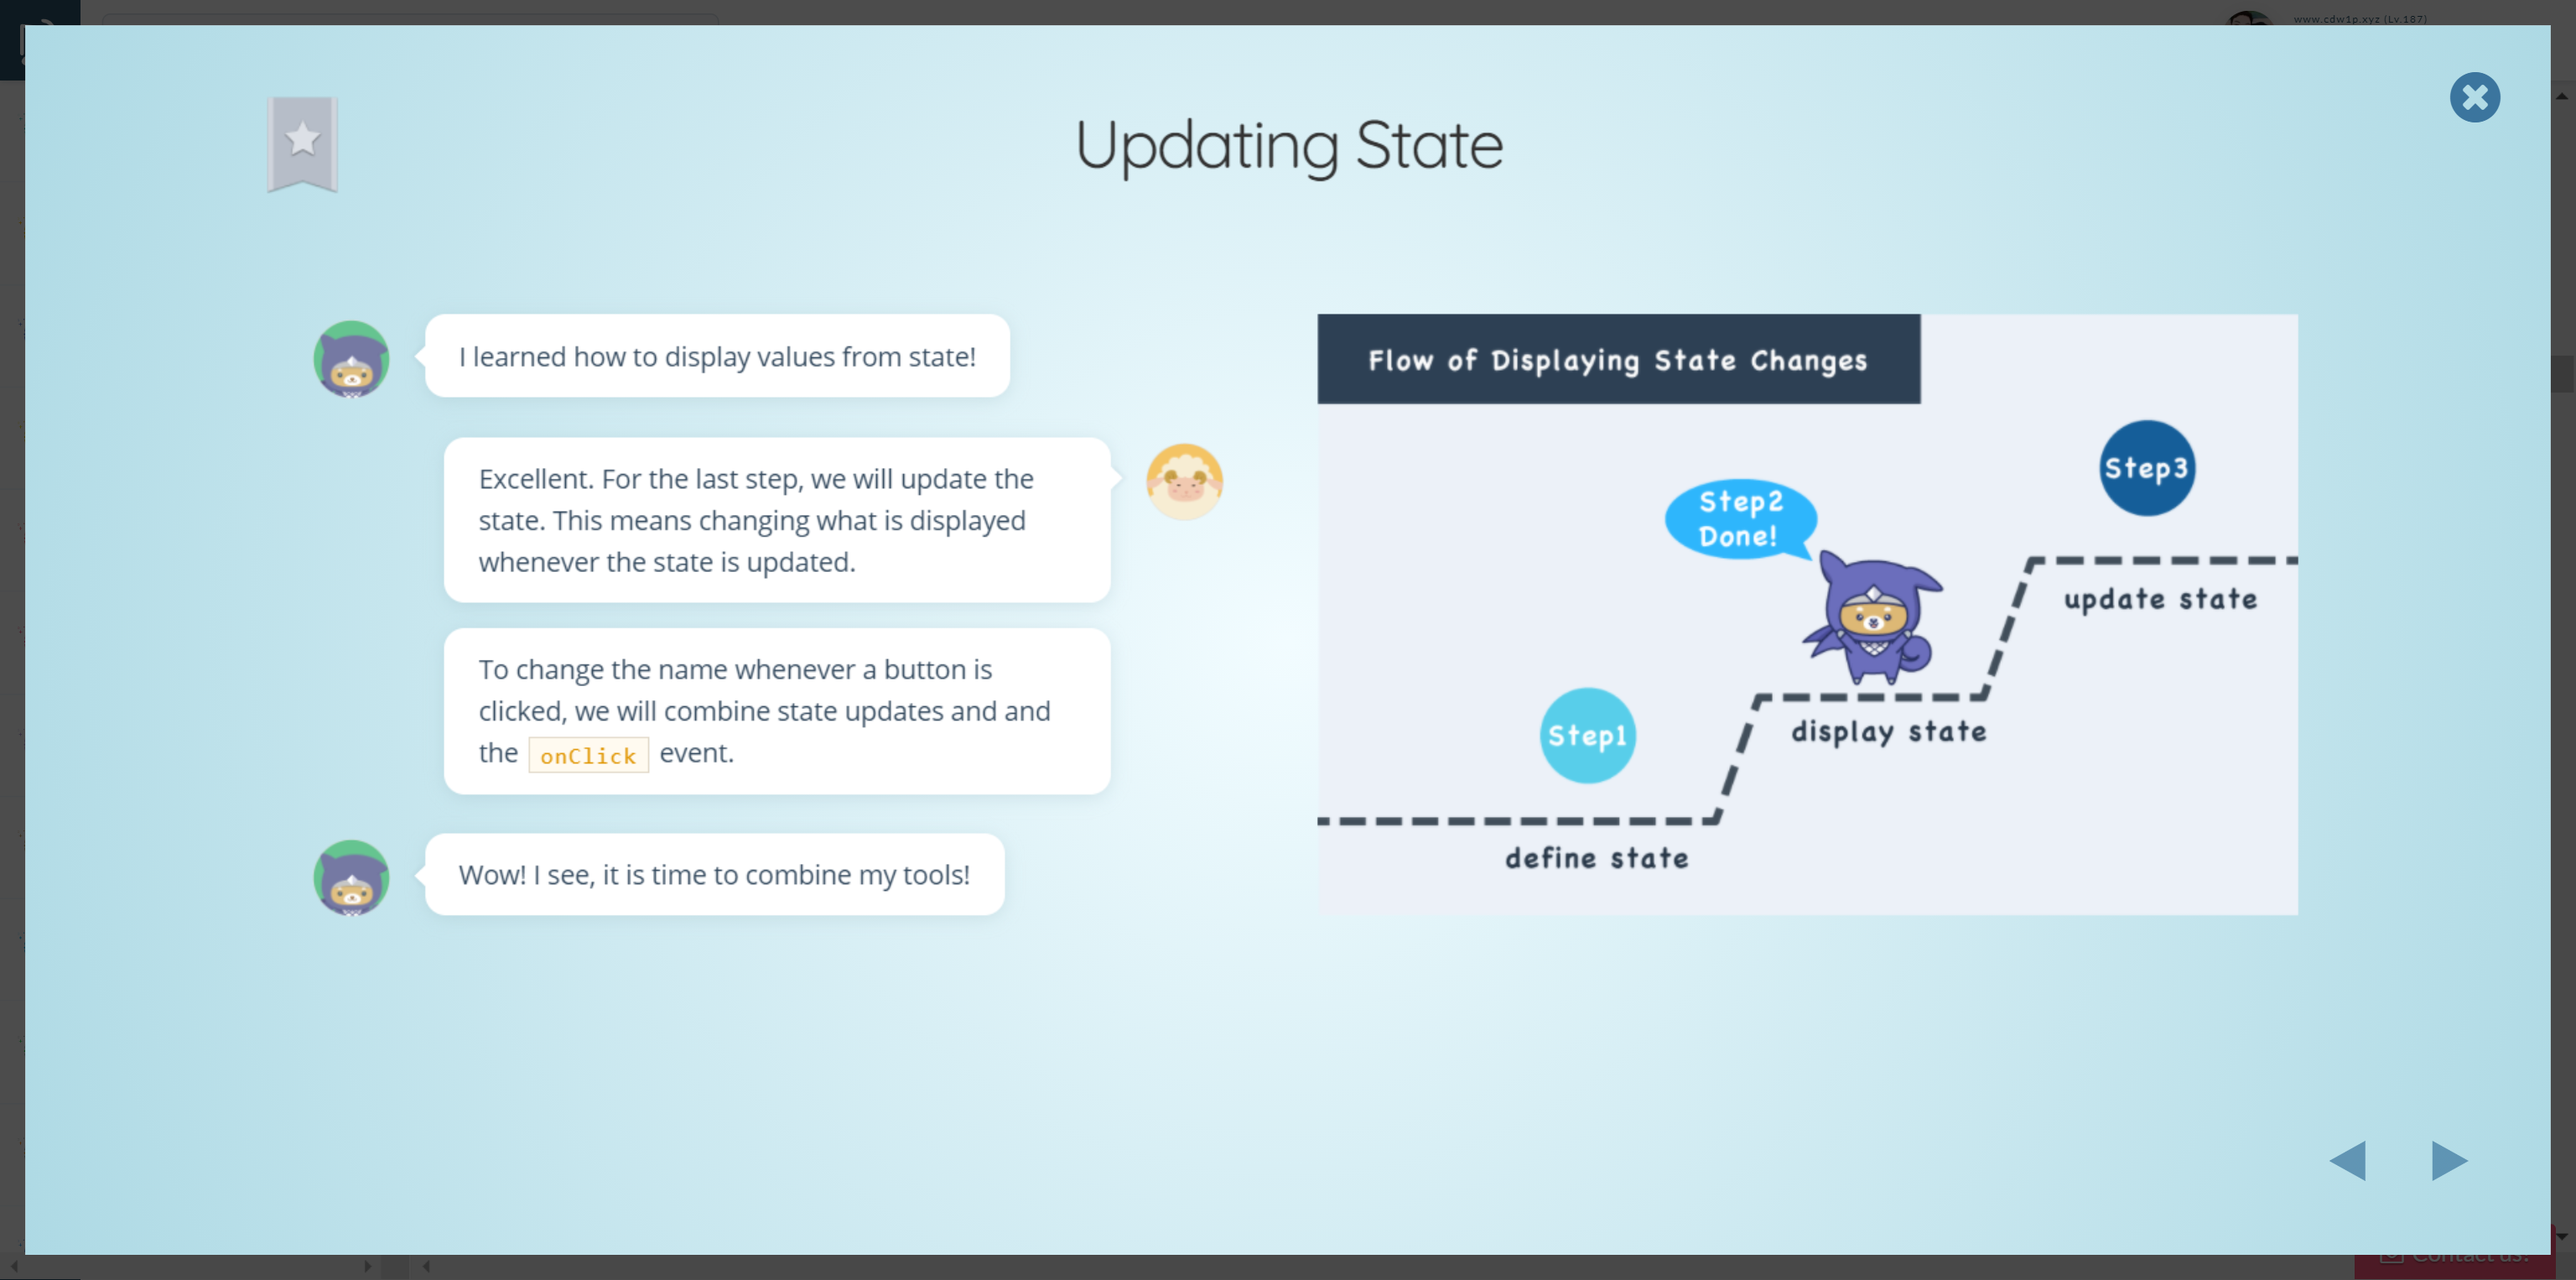 www.cdw1p.xyz (Lv.187)
Updating State
I learned how to display values from state!
Excellent. For the last step, we will update the
state. This means changing what is displayed
whenever the state is updated.
To change the name whenever a button is
clicked, we will combine state updates and and
the onClick event.
Wow! I see, it is time to combine my tools!
Flow of Displaying State Changes
Step3
Step2
Done!
update state
Step1
display state
define state
Contact us!